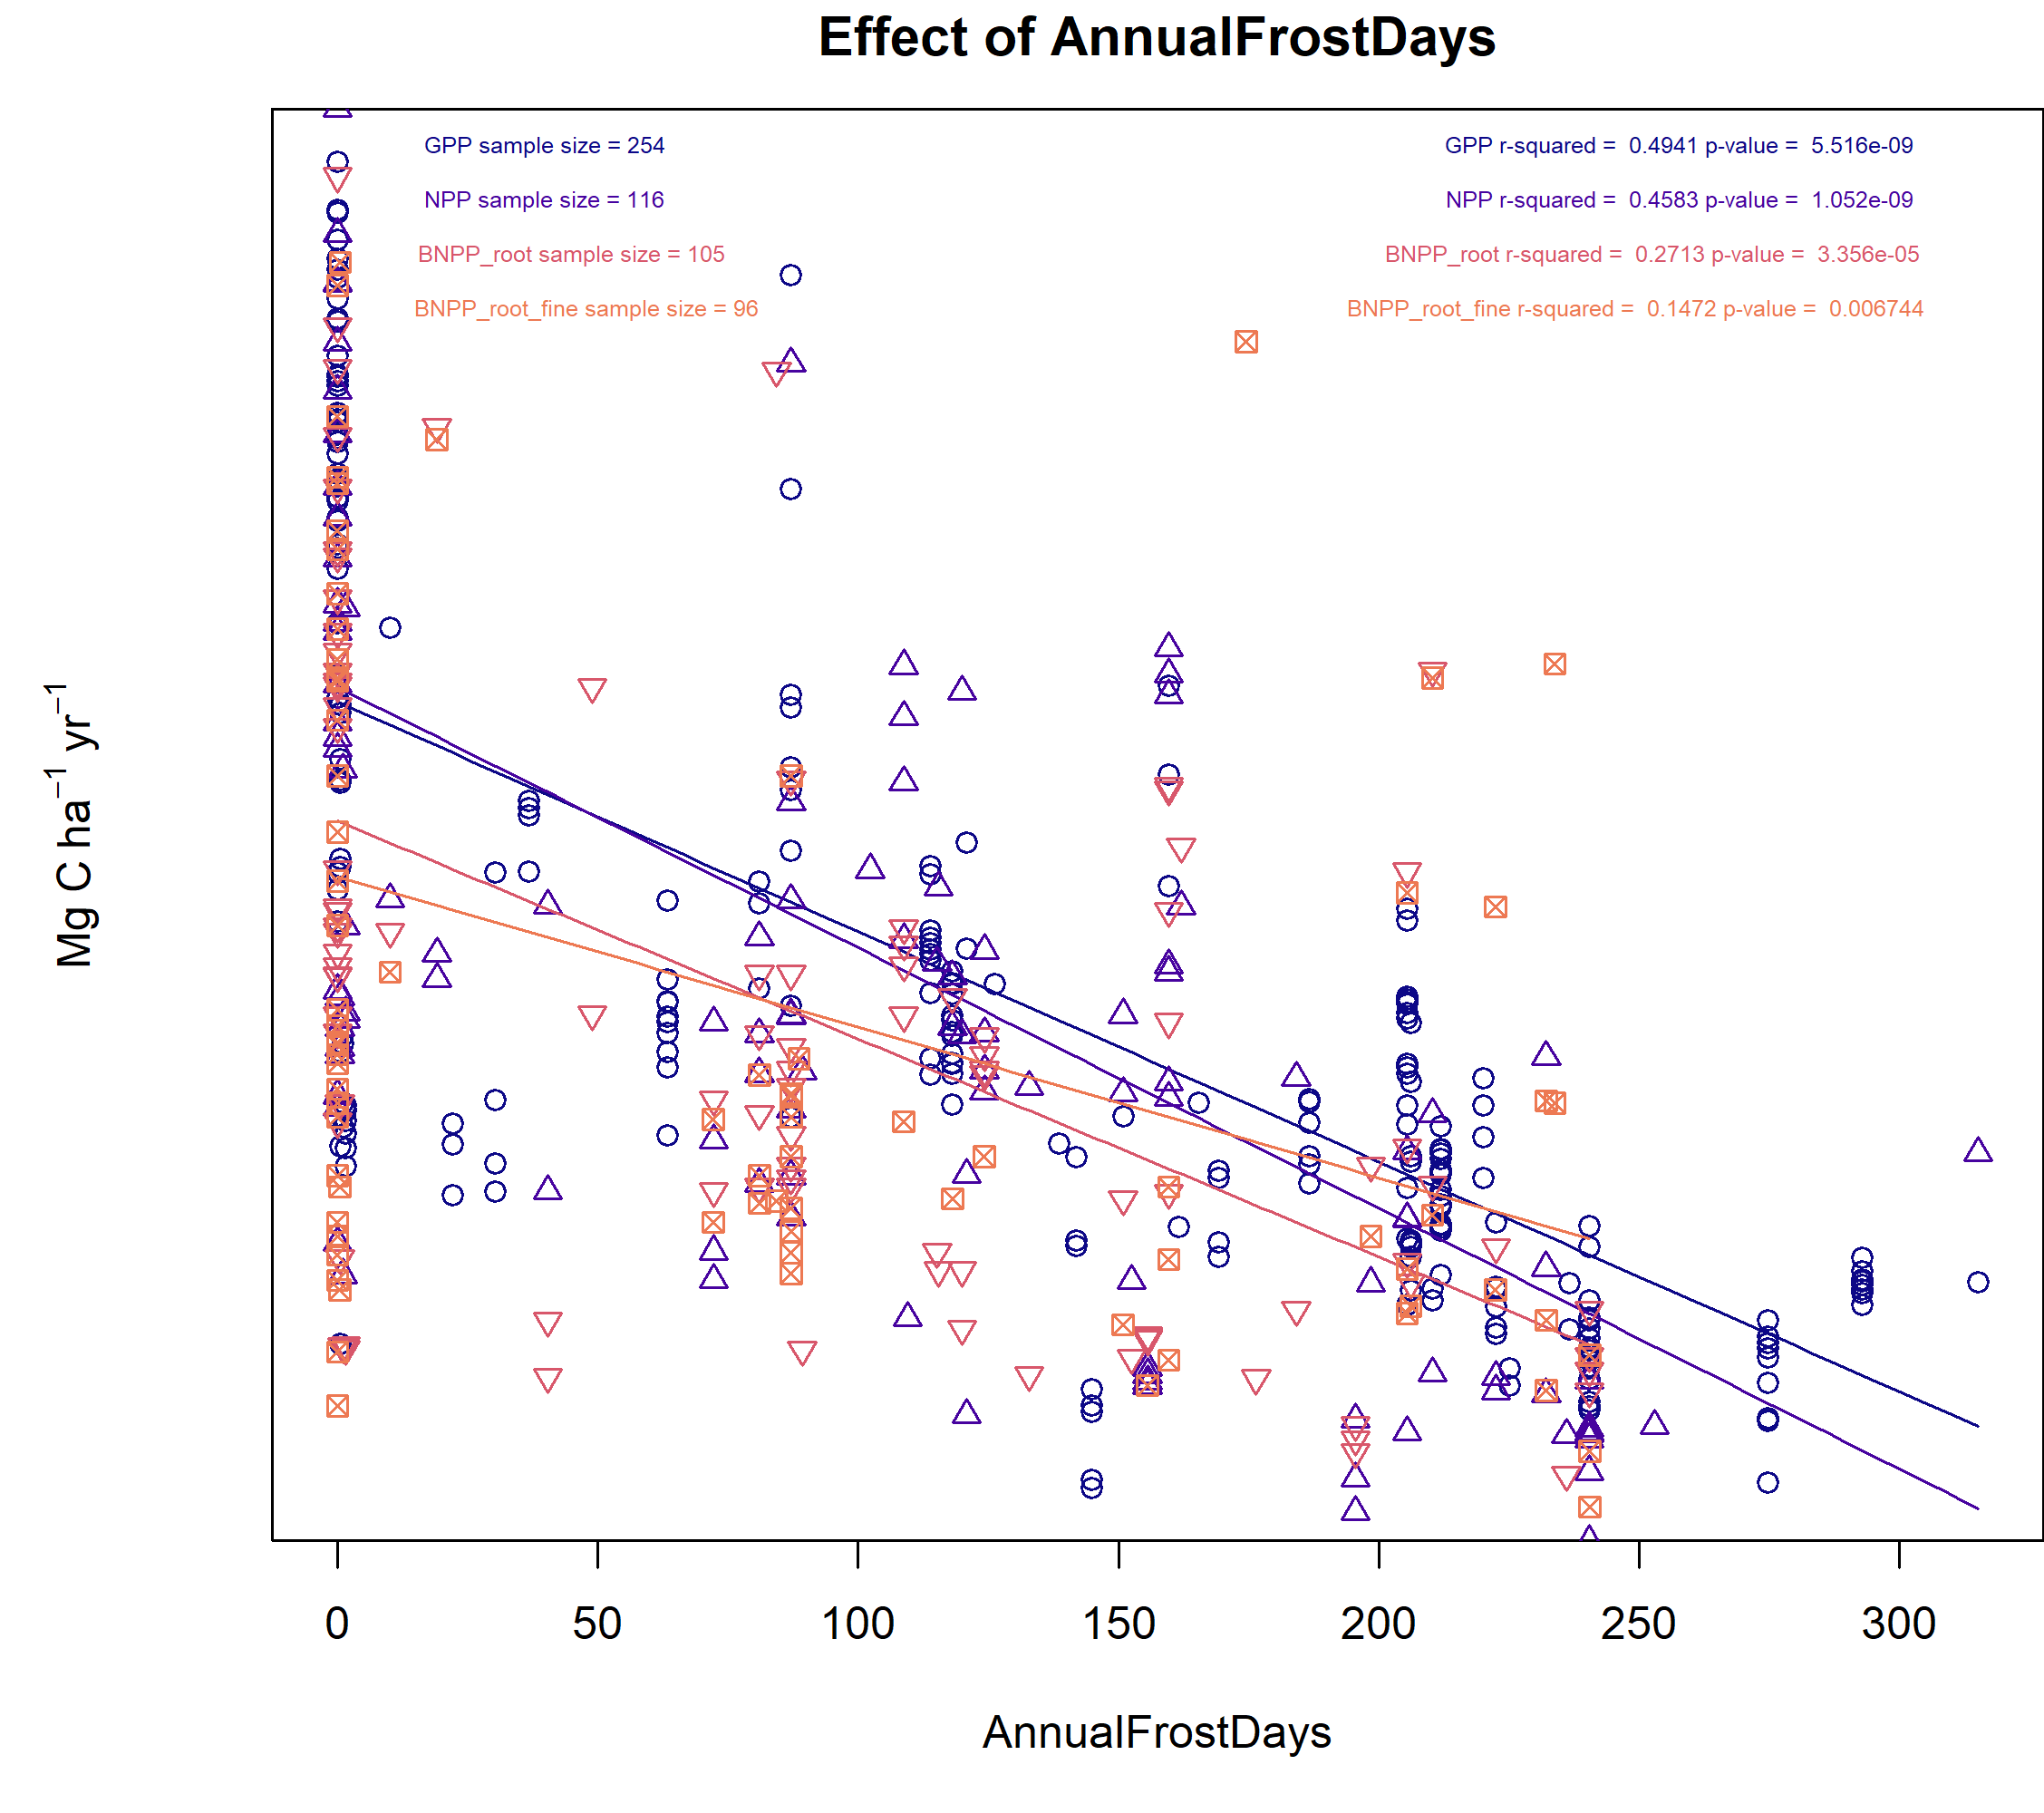 Effect of AnnualFrostDays
GPP sample size = 254
GPP r-squared = 0.4941 p-value = 5.516e-09
NPP sample size = 116
NPP r-squared = 0.4583 p-value = 1.052e-09
BNPP_root sample size = 105
BNPP_root r-squared = 0.2713 p-value = 3.356e-05
BNPP_root_fine sample size = 96
BNPP_root_fine r-squared = 0.1472 p-value = 0.006744
Mg C ha⁻¹ yr⁻¹
0 50 100 150 200 250 300
AnnualFrostDays